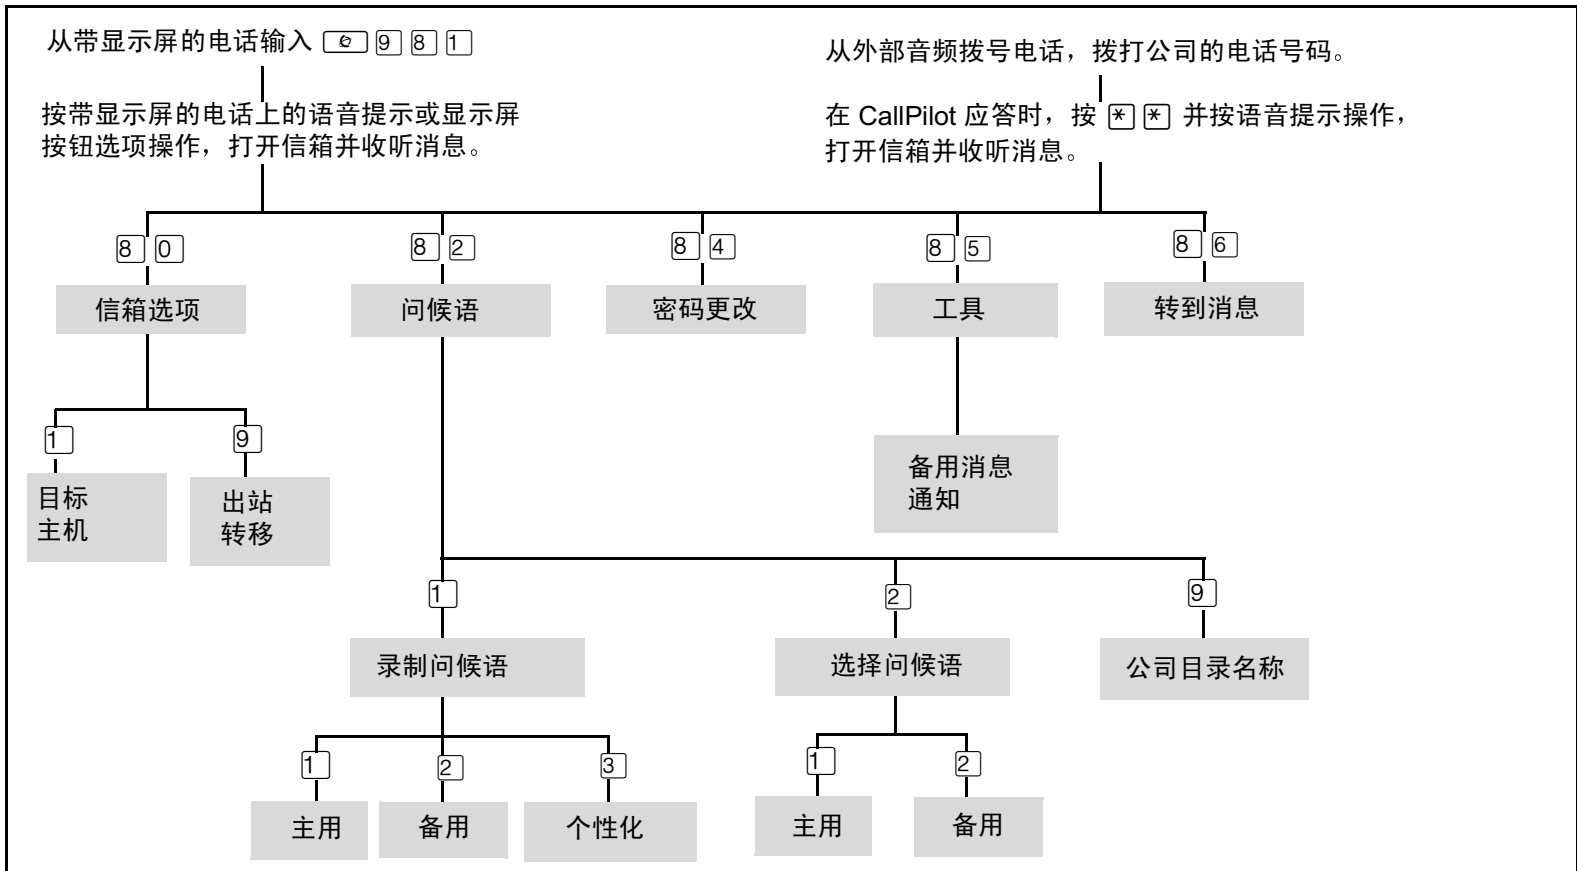 从带显示屏的电话输入 9 8 1
从外部音频拨号电话，拨打公司的电话号码。
按带显示屏的电话上的语音提示或显示屏
按钮选项操作，打开信箱并收听消息。
在 CallPilot 应答时，按 * * 并按语音提示操作，
打开信箱并收听消息。
8 0
8 2
8 4
8 5
8 6
信箱选项
问候语
密码更改
工具
转到消息
1
9
目标
主机
出站
转移
备用消息
通知
1
2
9
录制问候语
选择问候语
公司目录名称
1
2
3
1
2
主用
备用
个性化
主用
备用